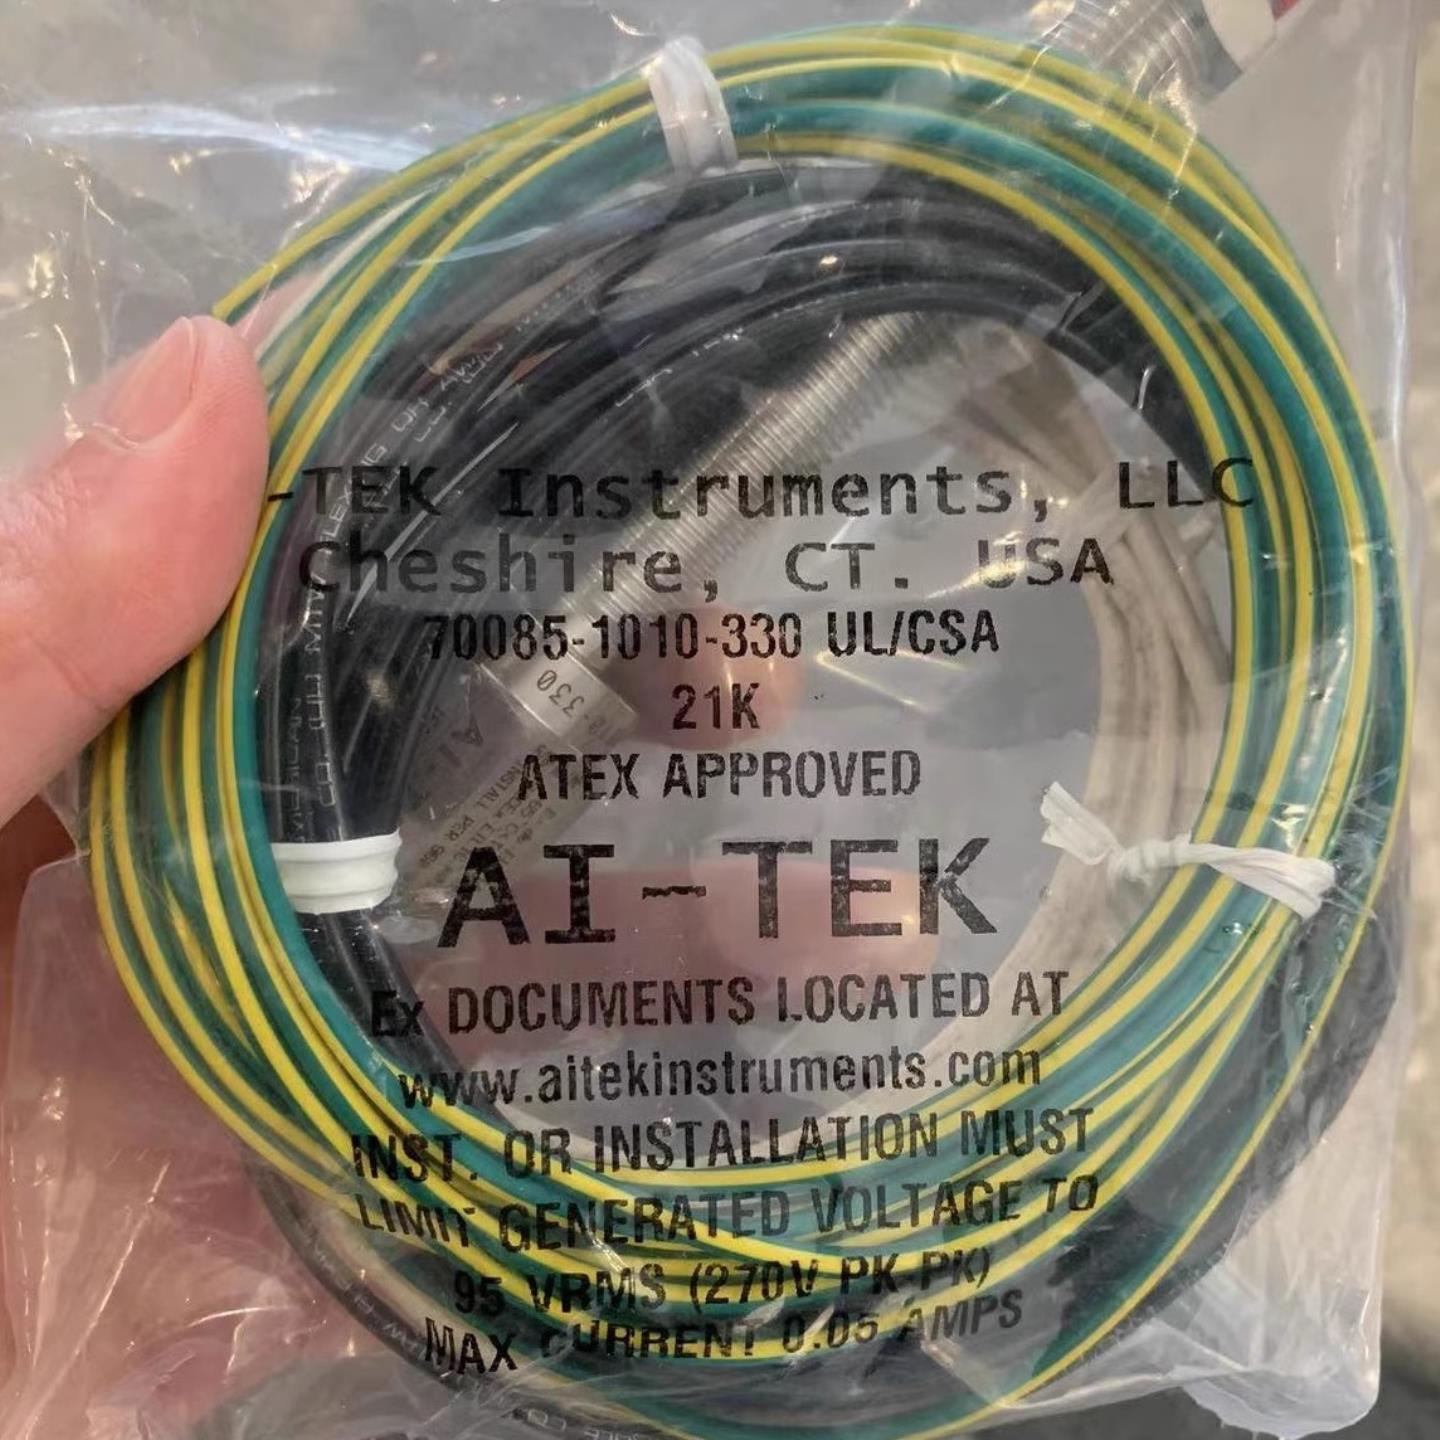 -TEK Instruments, LLC
Cheshire, CT. USA
70085-1010-330 UL/CSA
21K
ATEX APPROVED
AI-TEK
Ex DOCUMENTS LOCATED AT
www.aitekinstruments.com
INST. OR INSTALLATION MUST
LIMIT GENERATED VOLTAGE TO
95 VRMS (270V PK-PK)
MAX CURRENT 0.05 AMPS